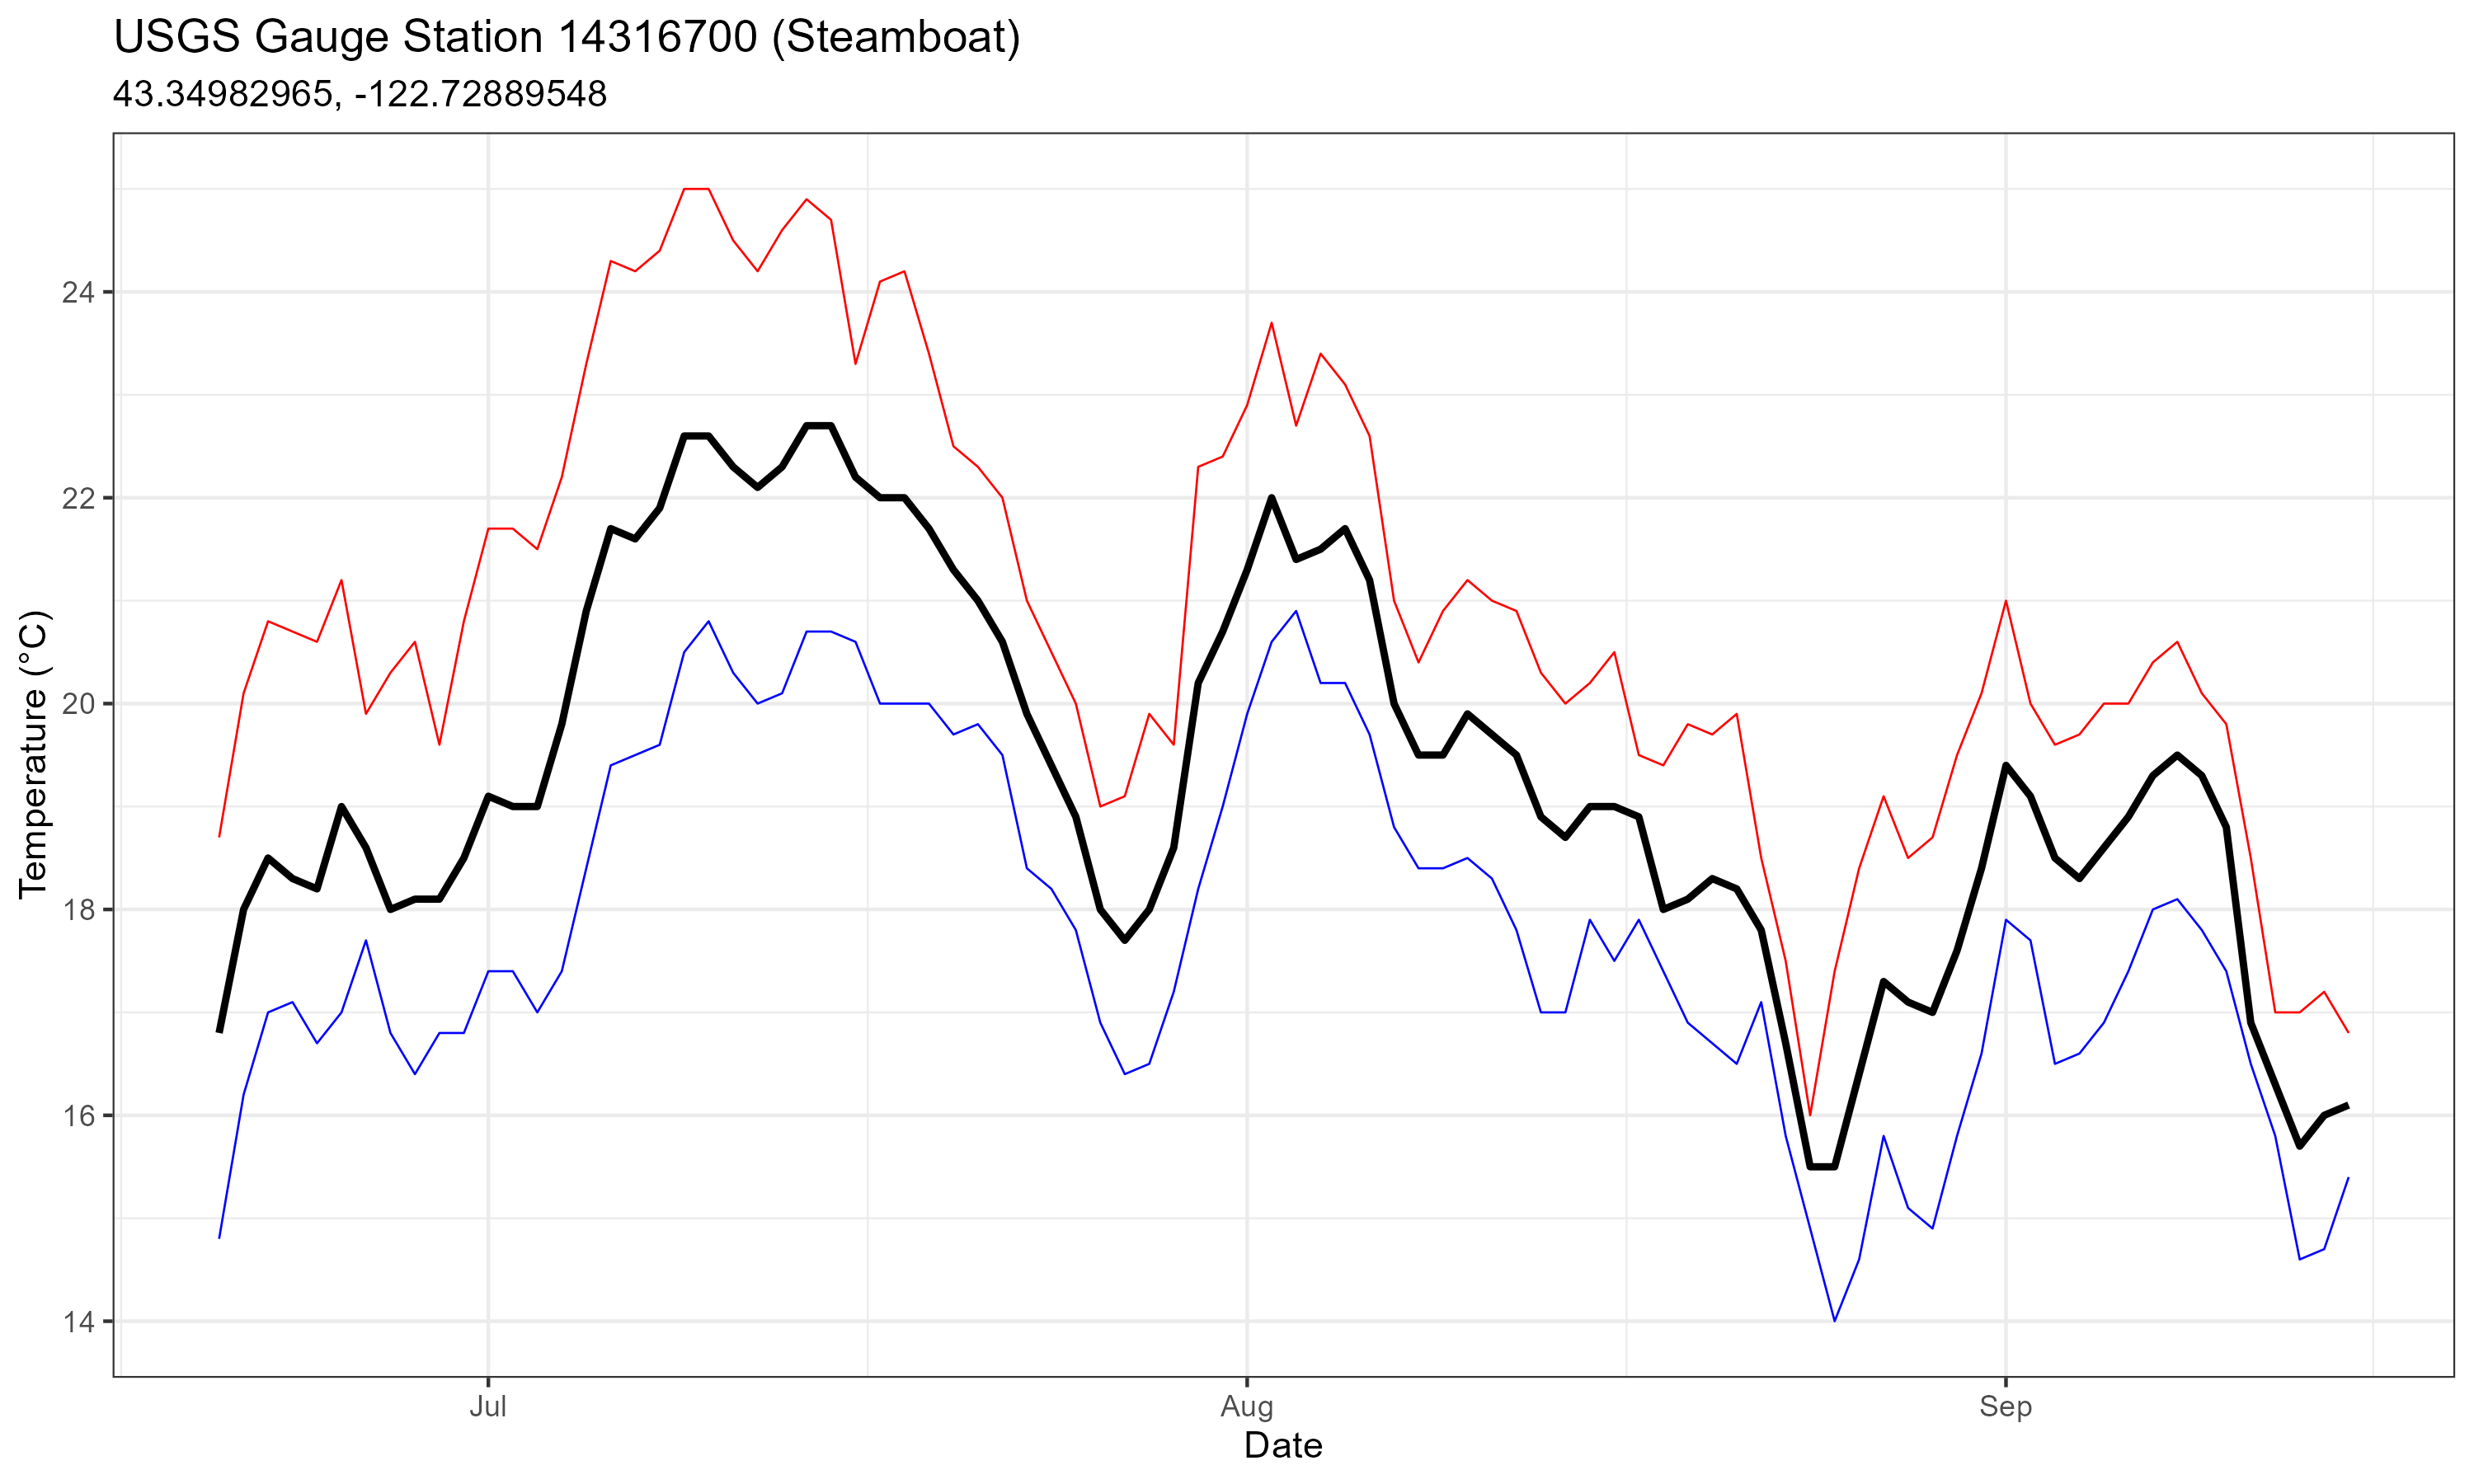 USGS Gauge Station 14316700 (Steamboat)
43.34982965, -122.72889548
Temperature (°C)
24
22
20
18
16
14
Jul Aug Sep
Date